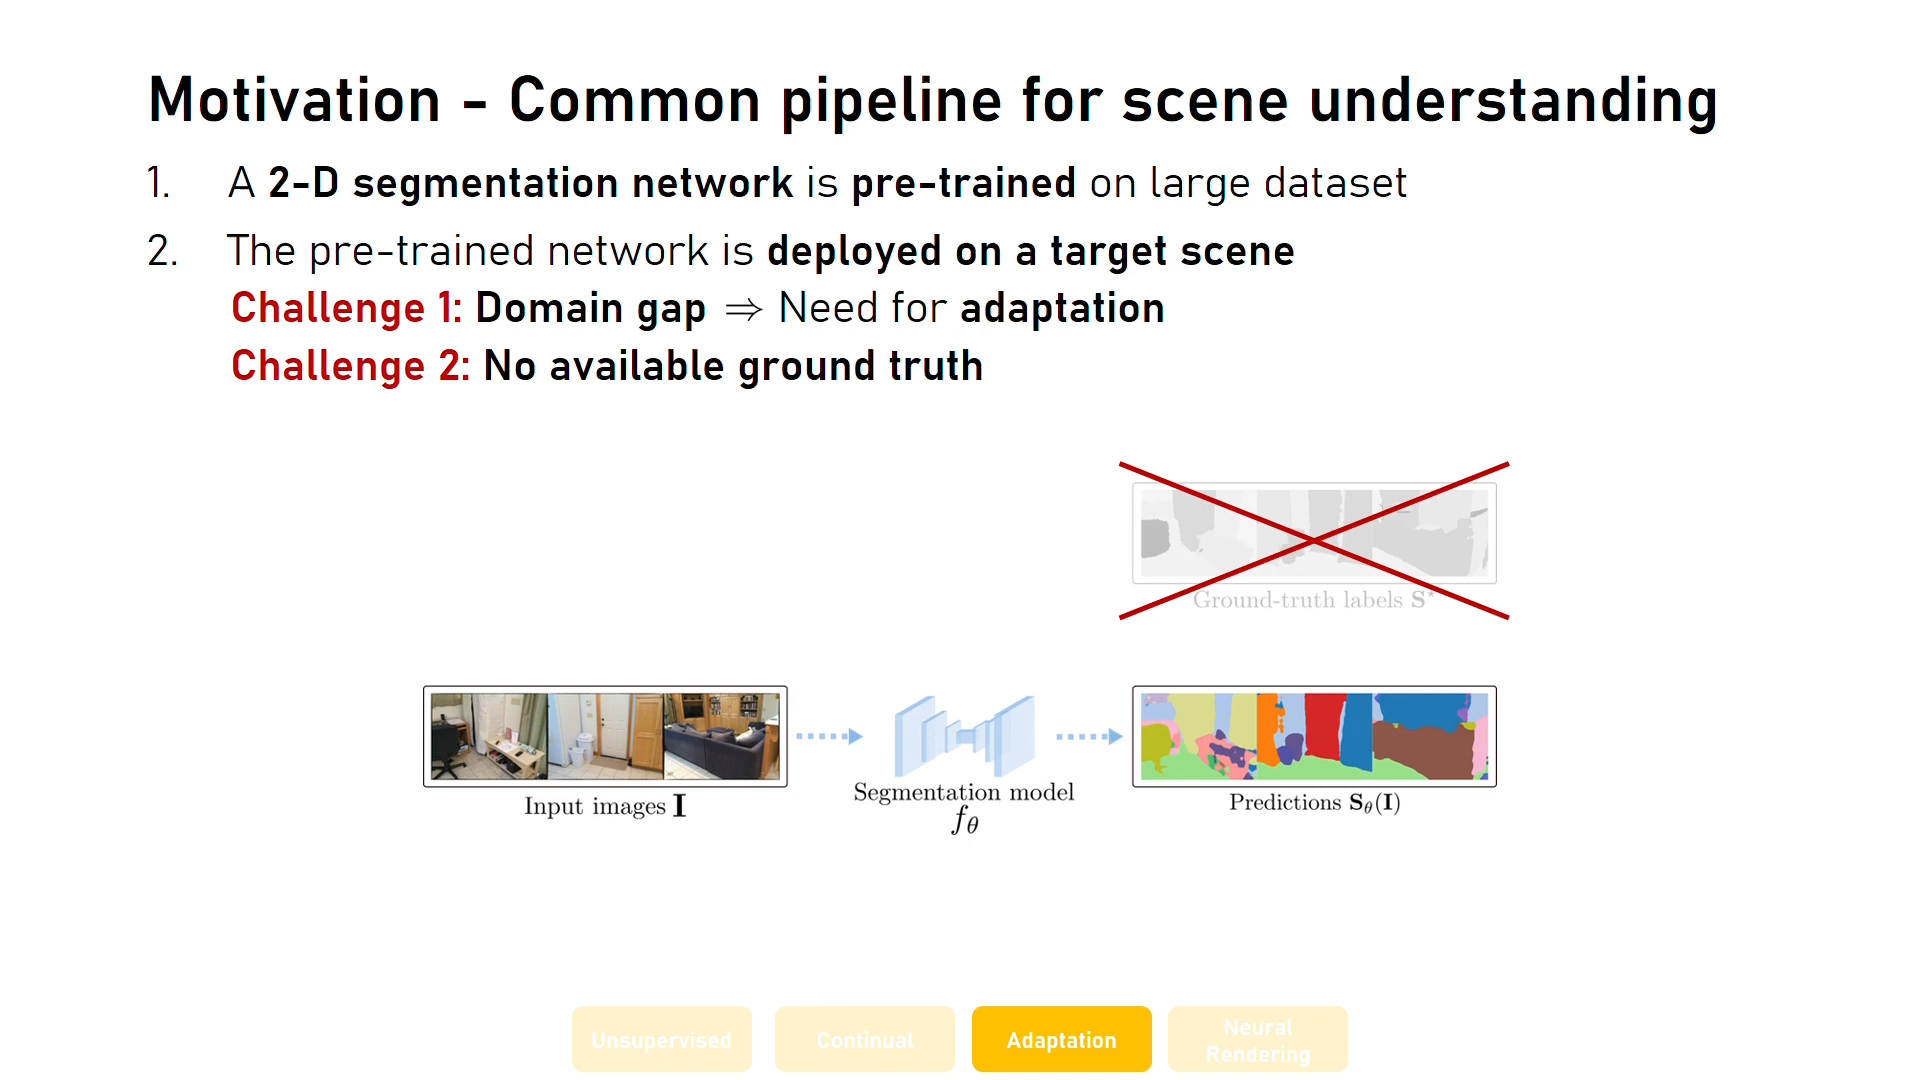 Motivation - Common pipeline for scene understanding
1. A 2-D segmentation network is pre-trained on large dataset
2. The pre-trained network is deployed on a target scene
Challenge 1: Domain gap ⇒ Need for adaptation
Challenge 2: No available ground truth
Ground-truth labels S*
Input images I
Segmentation model
fθ
Predictions Sθ(I)
Unsupervised
Continual
Adaptation
Neural
Rendering